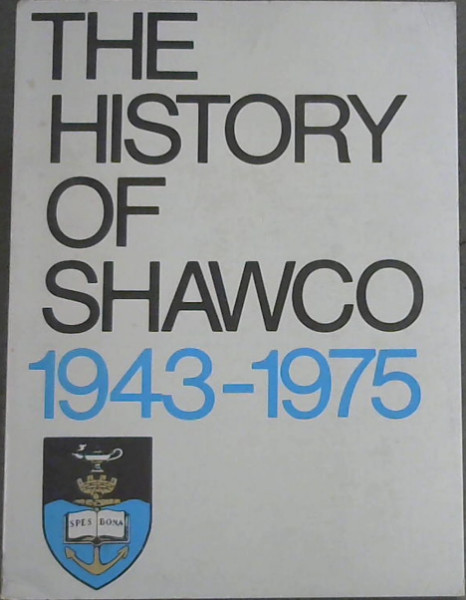 THE
HISTORY
OF
SHAWCO
1943-1975
SPES BONA